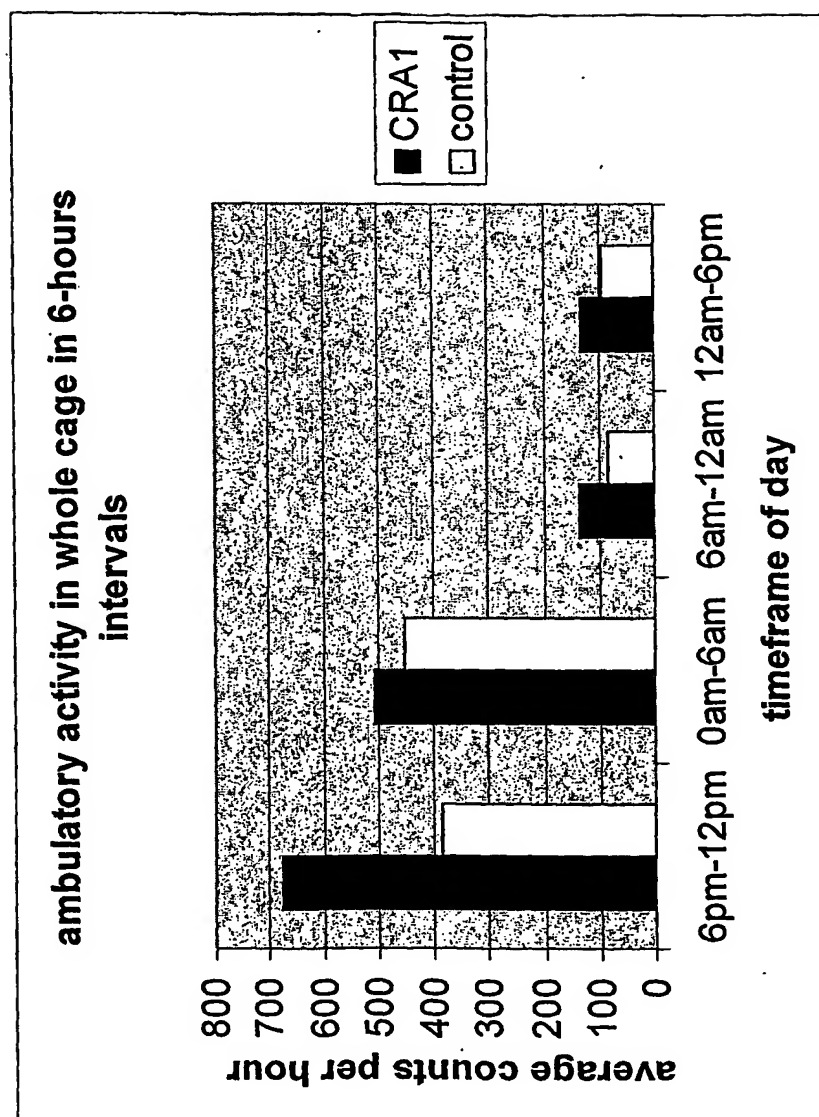 ambulatory activity in whole cage in 6-hours
intervals
average counts per hour
800
700
600
500
400
300
200
100
0
6pm-12pm 0am-6am 6am-12am 12am-6pm
timeframe of day
CRA1
control